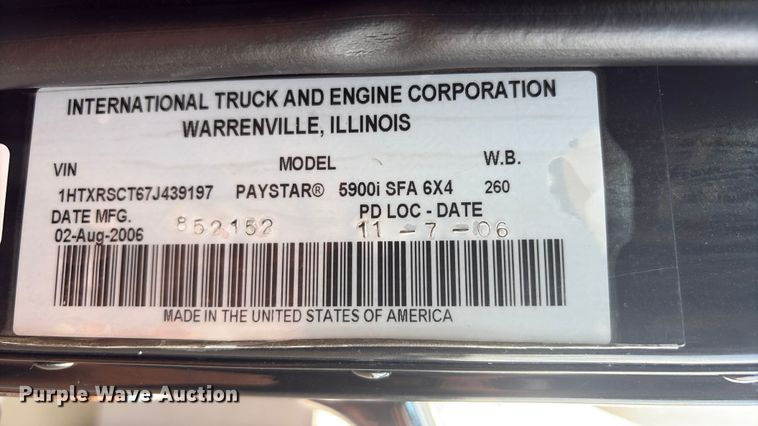 INTERNATIONAL TRUCK AND ENGINE CORPORATION
WARRENVILLE, ILLINOIS
VIN MODEL W.B.
1HTXRSCT67J439197 PAYSTAR® 5900i SFA 6X4 260
DATE MFG. PD LOC - DATE
02-Aug-2006 852152 11-7-06
MADE IN THE UNITED STATES OF AMERICA
Purple Wave Auction